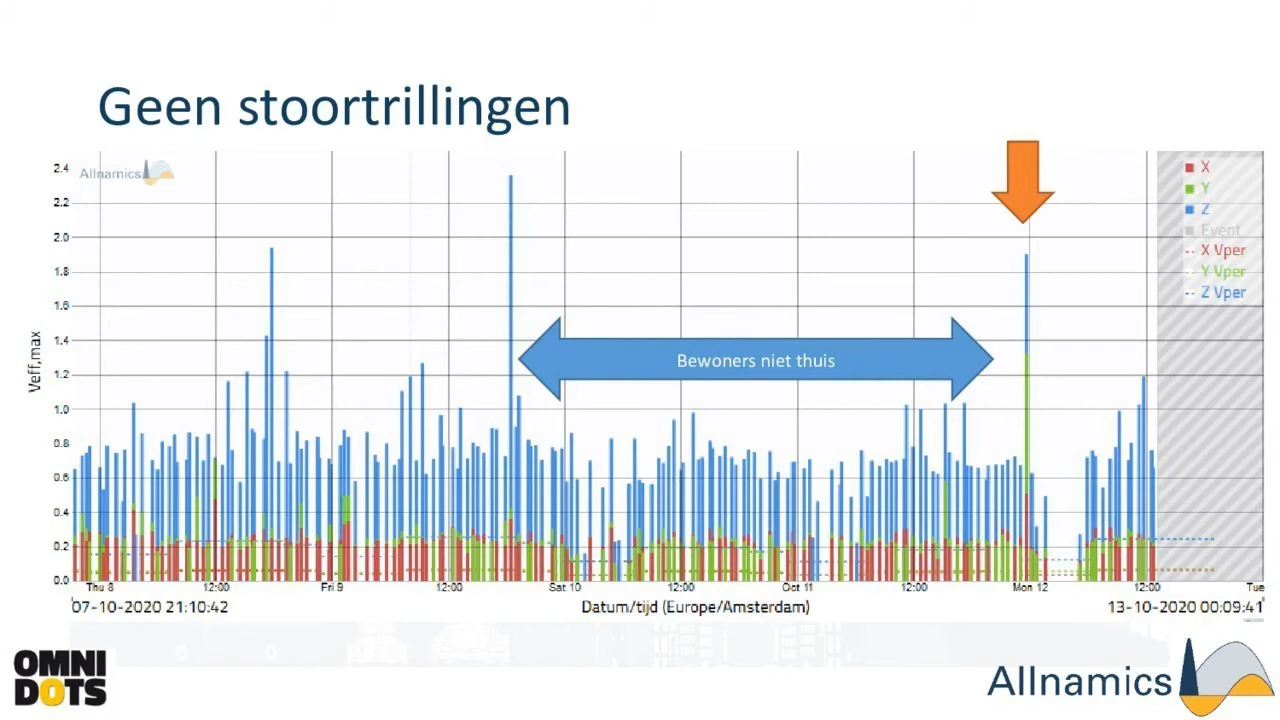 Geen stoortrillingen
Allnamics
2.4
2.2
2.0
1.8
1.6
1.4
1.2
1.0
0.8
0.6
0.4
0.2
0.0
Veff,max
X
Y
Z
Event
X Vper
Y Vper
Z Vper
Bewoners niet thuis
Thu 8 12:00 Fri 9 12:00 Sat 10 12:00 Oct 11 12:00 Mon 12 12:00 Tue
07-10-2020 21:10:42 Datum/tijd (Europe/Amsterdam) 13-10-2020 00:09:41
OMNI
DOTS
Allnamics